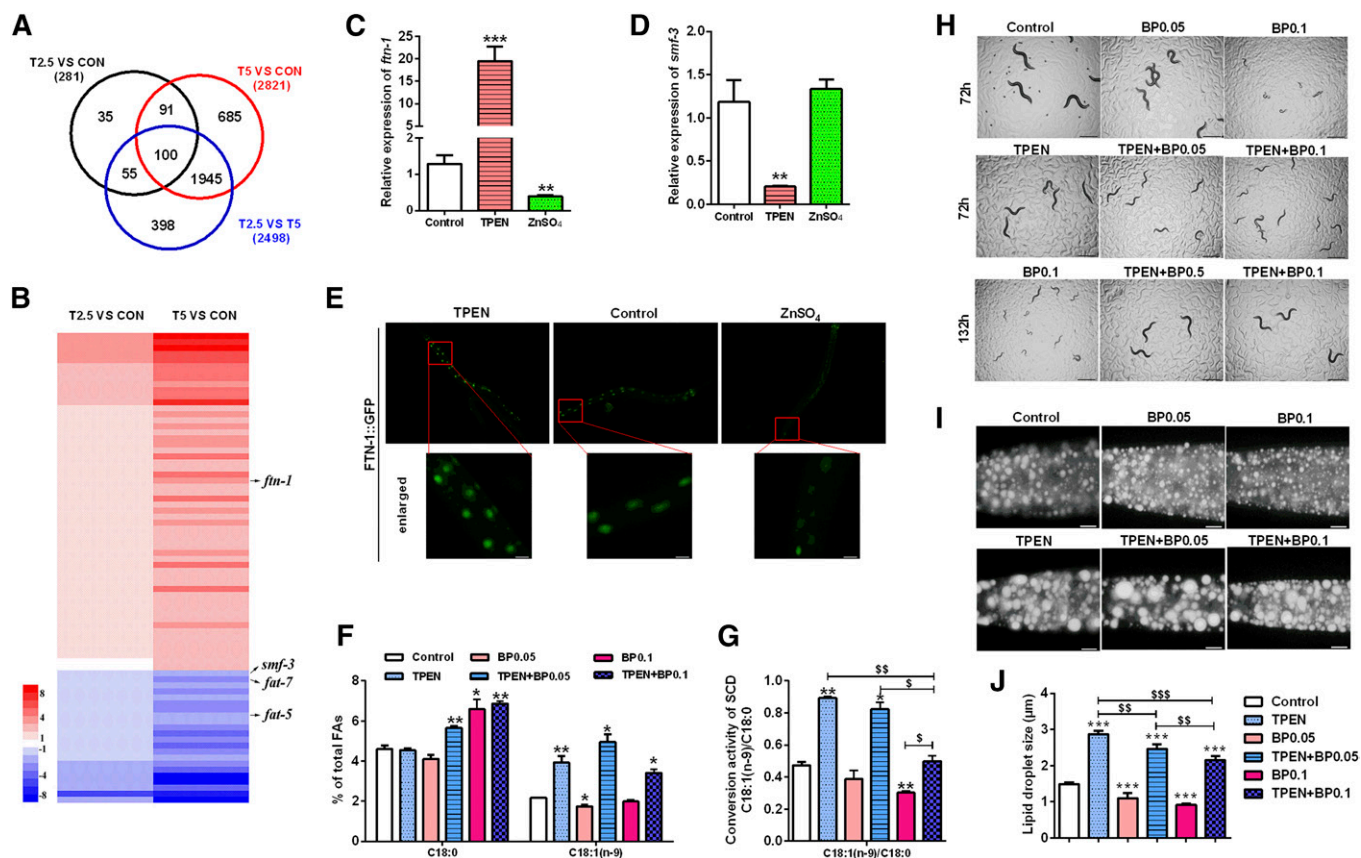 A
T2.5 VS CON
(281)
T5 VS CON
(2821)
35
91
685
100
55
1945
398
T2.5 VS T5
(2498)
B
T2.5 VS CON T5 VS CON
ftn-1
smf-3
fat-7
fat-5
8
4
1
-1
-4
-8
C
Relative expression of ftn-1
25
20
15
10
5
2
1
0
***
**
Control TPEN ZnSO4
D
Relative expression of smf-3
2.0
1.5
1.0
0.5
0.0
**
Control TPEN ZnSO4
E
TPEN Control ZnSO4
FTN-1::GFP
enlarged
F
Control BP0.05 BP0.1
TPEN TPEN+BP0.05 TPEN+BP0.1
% of total FAs
8
6
4
2
0
** * **
** * * *
C18:0 C18:1(n-9)
G
Conversion activity of SCD
C18:1(n-9)/C18:0
1.0
0.8
0.6
0.4
0.2
0.0
$$
$
$
** * **
C18:1(n-9)/C18:0
H
Control BP0.05 BP0.1
72h
TPEN TPEN+BP0.05 TPEN+BP0.1
72h
BP0.1 TPEN+BP0.5 TPEN+BP0.1
132h
I
Control BP0.05 BP0.1
TPEN TPEN+BP0.05 TPEN+BP0.1
J
Lipid droplet size (μm)
4
3
2
1
0
$$$
$$
$$
*** *** *** *** ***
Control
TPEN
BP0.05
TPEN+BP0.05
BP0.1
TPEN+BP0.1